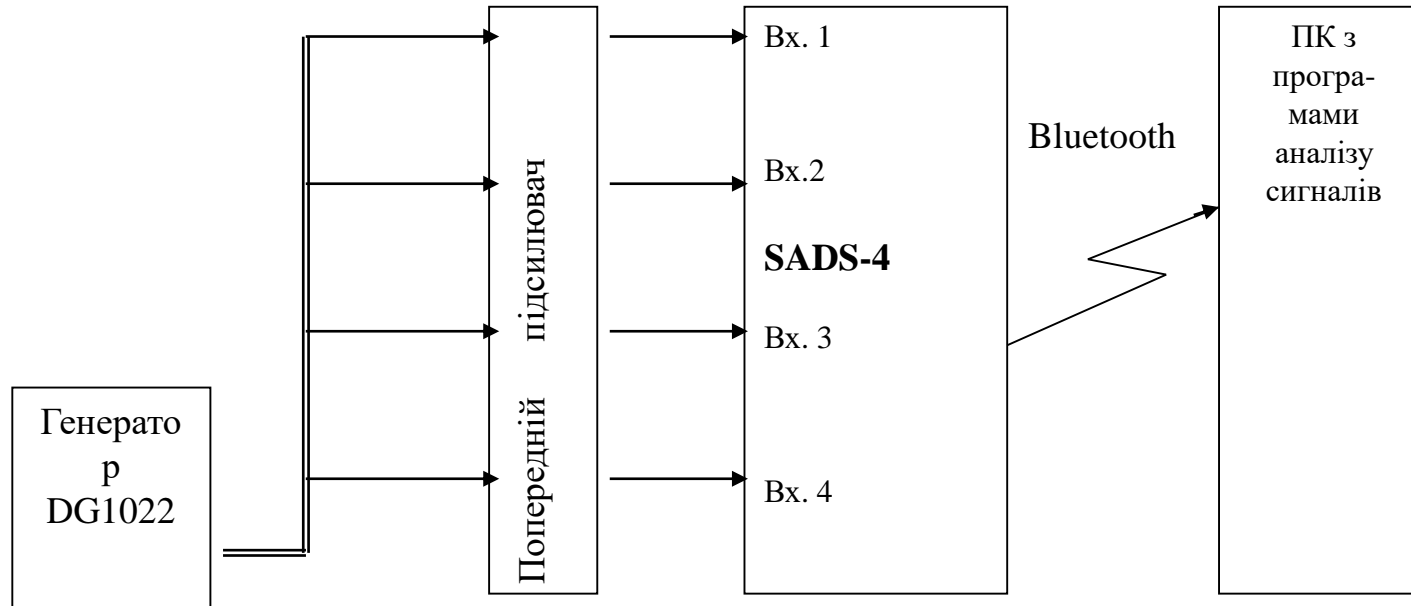 Генерато
р
DG1022
Попередній підсилювач
Вх. 1
Вх.2
SADS-4
Вх. 3
Вх. 4
Bluetooth
ПК з
програ-
мами
аналізу
сигналів